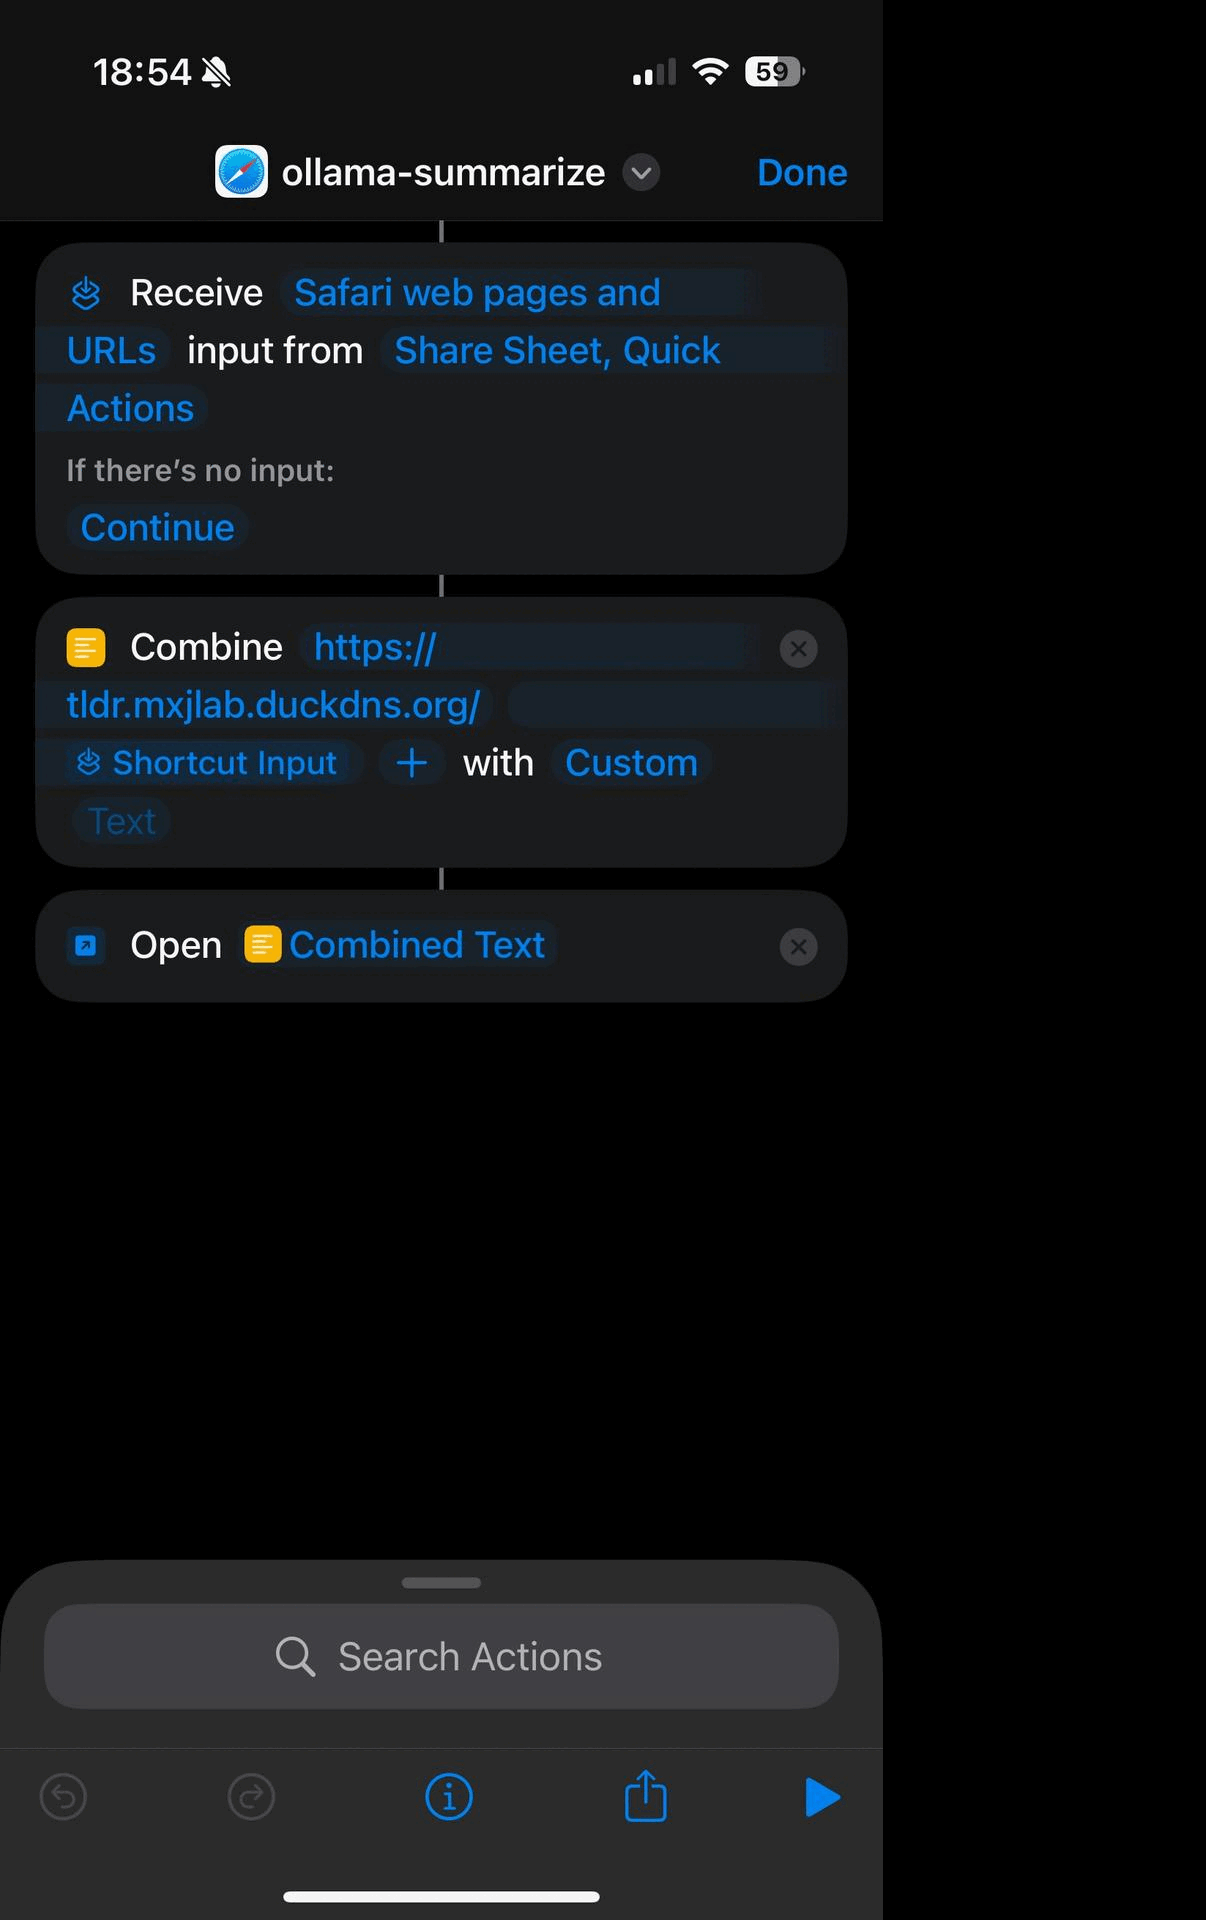 18:54
59
ollama-summarize
Done
Receive Safari web pages and
URLs input from Share Sheet, Quick
Actions
If there’s no input:
Continue
Combine https://
tldr.mxjlab.duckdns.org/
Shortcut Input + with Custom
Text
Open Combined Text
Search Actions